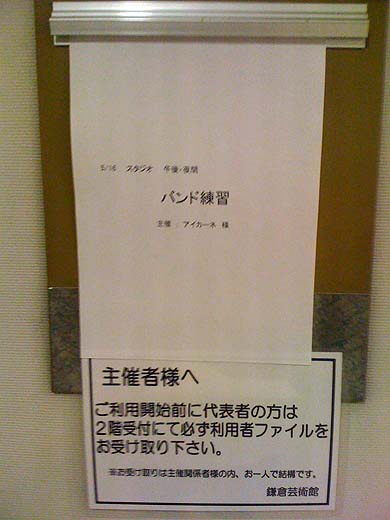 5/16 スタジオ 午後・夜間
バンド練習
主催 : アイカーネ 様
主催者様へ
ご利用開始前に代表者の方は
2階受付にて必ず利用者ファイルを
お受け取り下さい。
※お受け取りは主催関係者様の内、お一人で結構です。
鎌倉芸術館